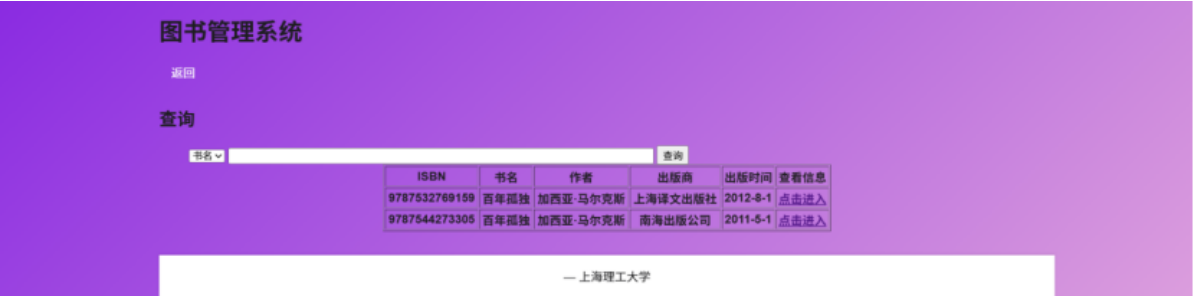 图书管理系统
返回
查询
书名 查询
ISBN 书名 作者 出版商 出版时间 查看信息
9787532769159 百年孤独 加西亚·马尔克斯 上海译文出版社 2012-8-1 点击进入
9787544273305 百年孤独 加西亚·马尔克斯 南海出版公司 2011-5-1 点击进入
— 上海理工大学